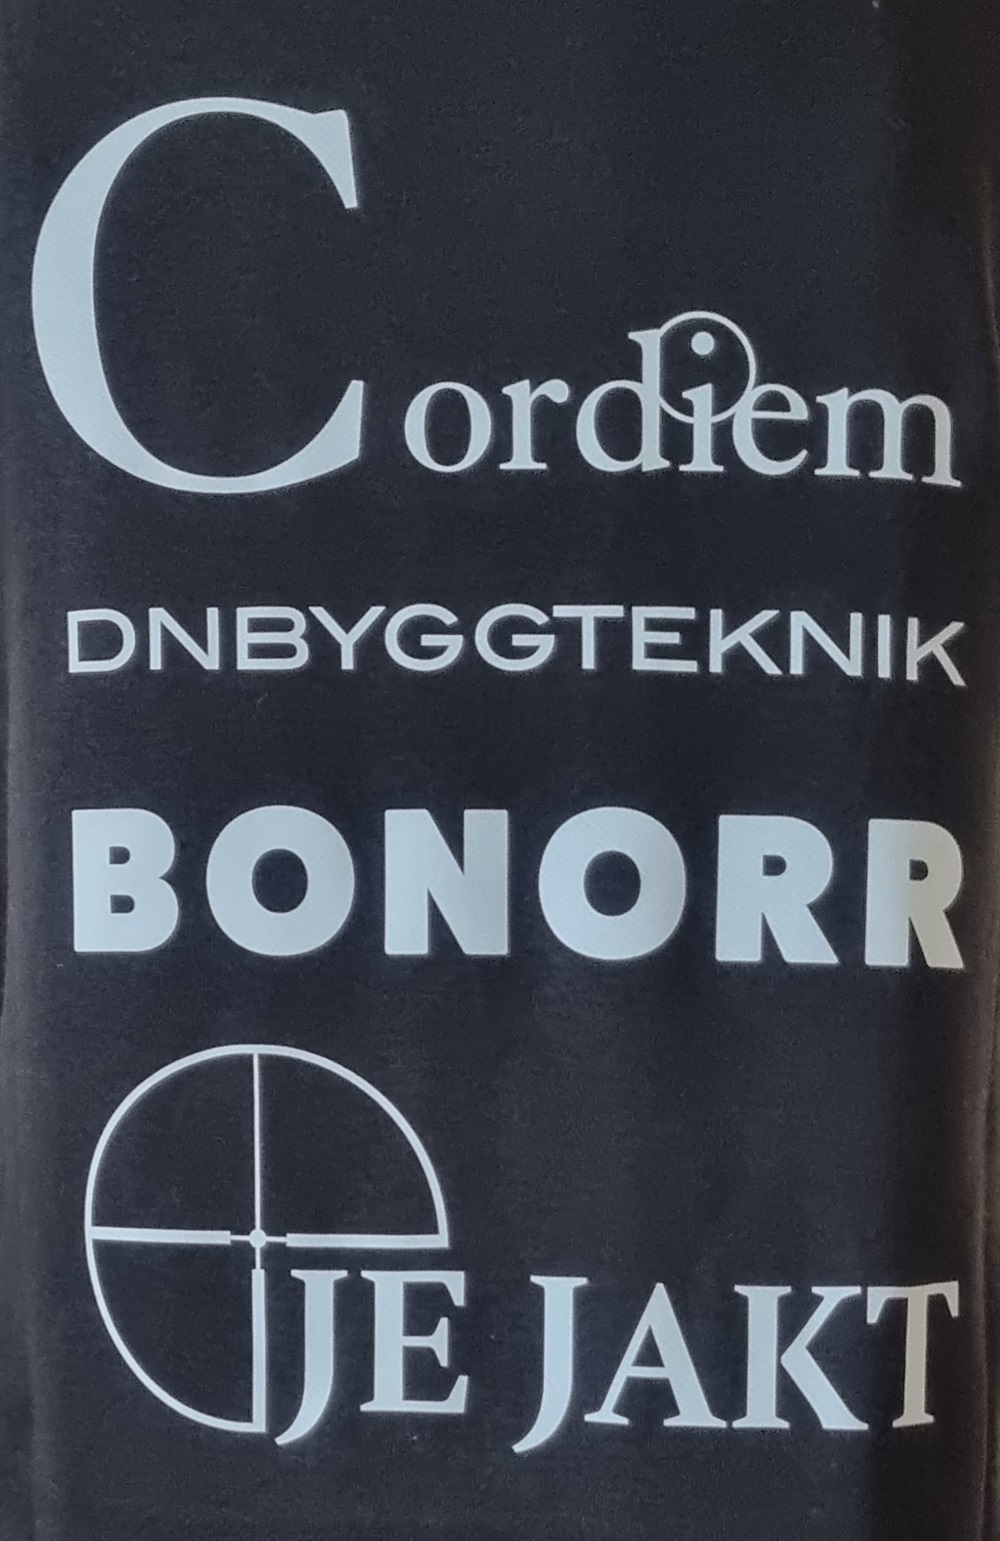 Cordiem
DNBYGGTEKNIK
BONORR
JE JAKT